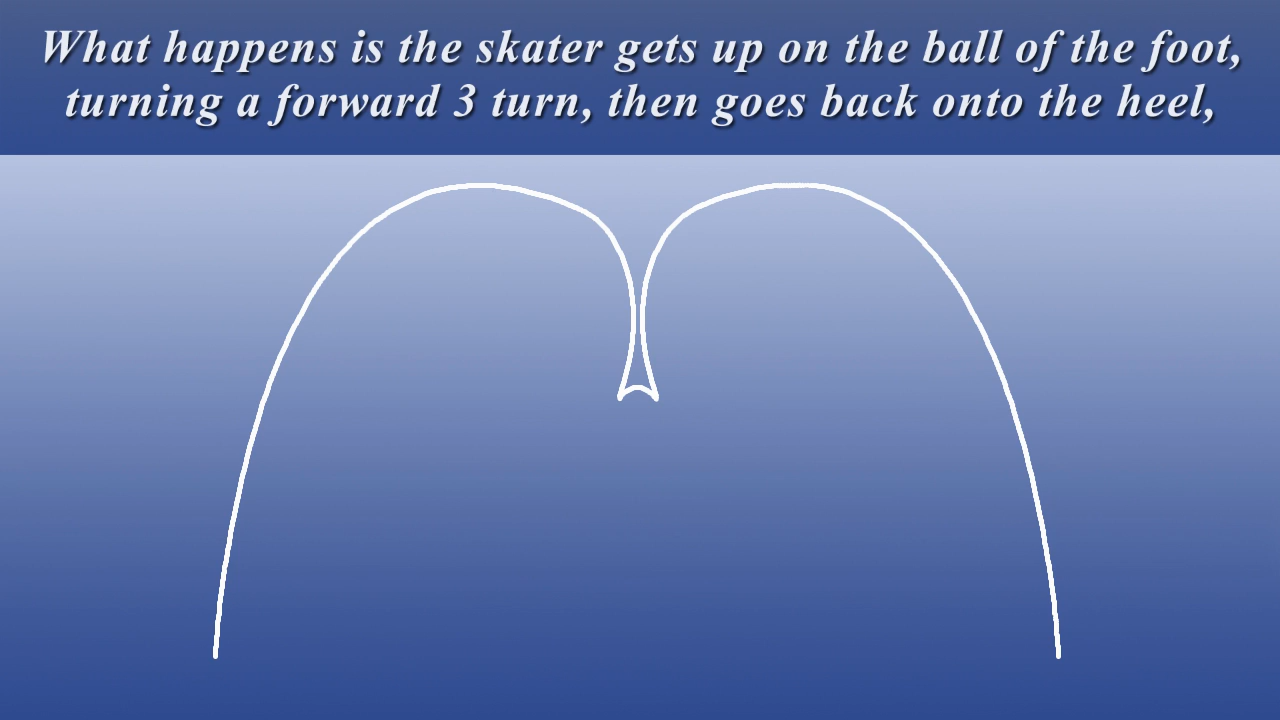 What happens is the skater gets up on the ball of the foot,
turning a forward 3 turn, then goes back onto the heel,